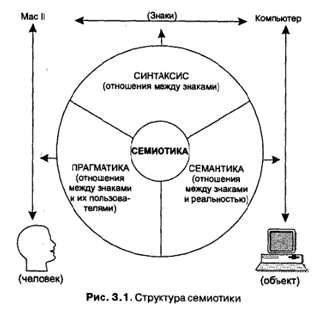 Mac II
(Знаки)
Компьютер
СИНТАКСИС
(отношения между знаками)
СЕМИОТИКА
ПРАГМАТИКА
(отношения
между знаками
и их пользова-
телями)
СЕМАНТИКА
(отношения
между знаками
и реальностью)
(человек)
(объект)
Рис. 3.1. Структура семиотики